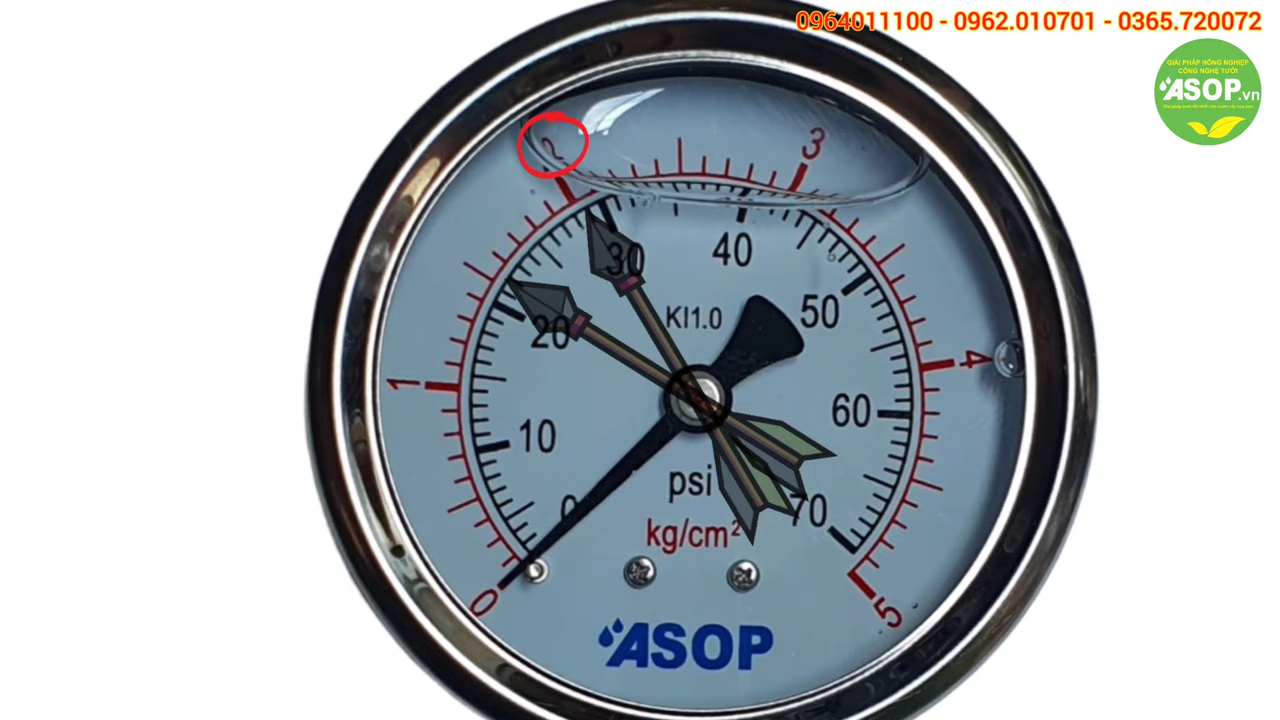 0964011100 - 0962.010701 - 0365.720072
GIẢI PHÁP NÔNG NGHIỆP
CÔNG NGHỆ TƯỚI
ASOP.vn
2
3
30
40
KI1.0
50
20
1
4
10
60
psi
0
70
kg/cm²
0
5
ASOP